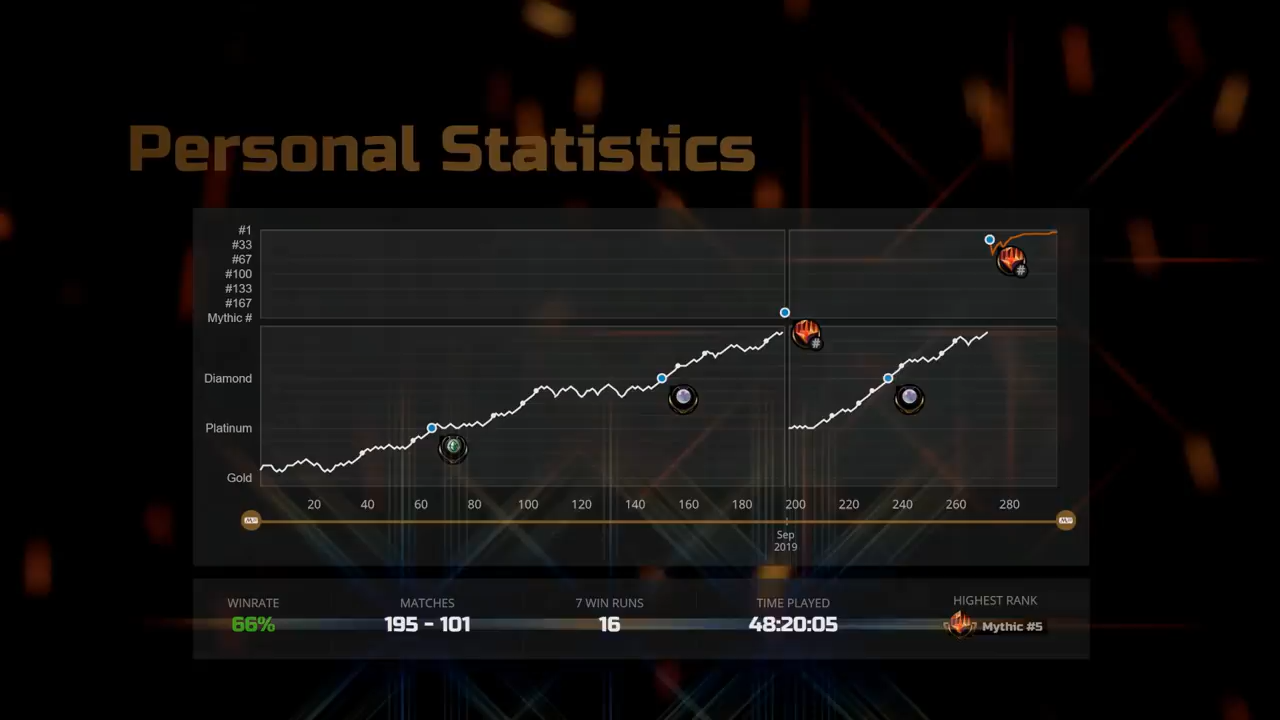 Personal Statistics
#1
#33
#67
#100
#133
#167
Mythic #
Diamond
Platinum
Gold
20 40 60 80 100 120 140 160 180 200 220 240 260 280
Sep
2019
WINRATE MATCHES 7 WIN RUNS TIME PLAYED HIGHEST RANK
66% 195 - 101 16 48:20:05 Mythic #5